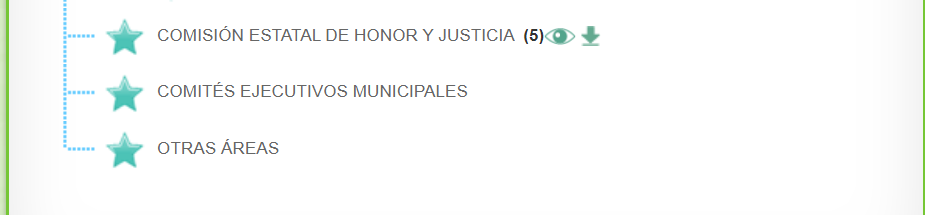 COMISIÓN ESTATAL DE HONOR Y JUSTICIA (5)
COMITÉS EJECUTIVOS MUNICIPALES
OTRAS ÁREAS